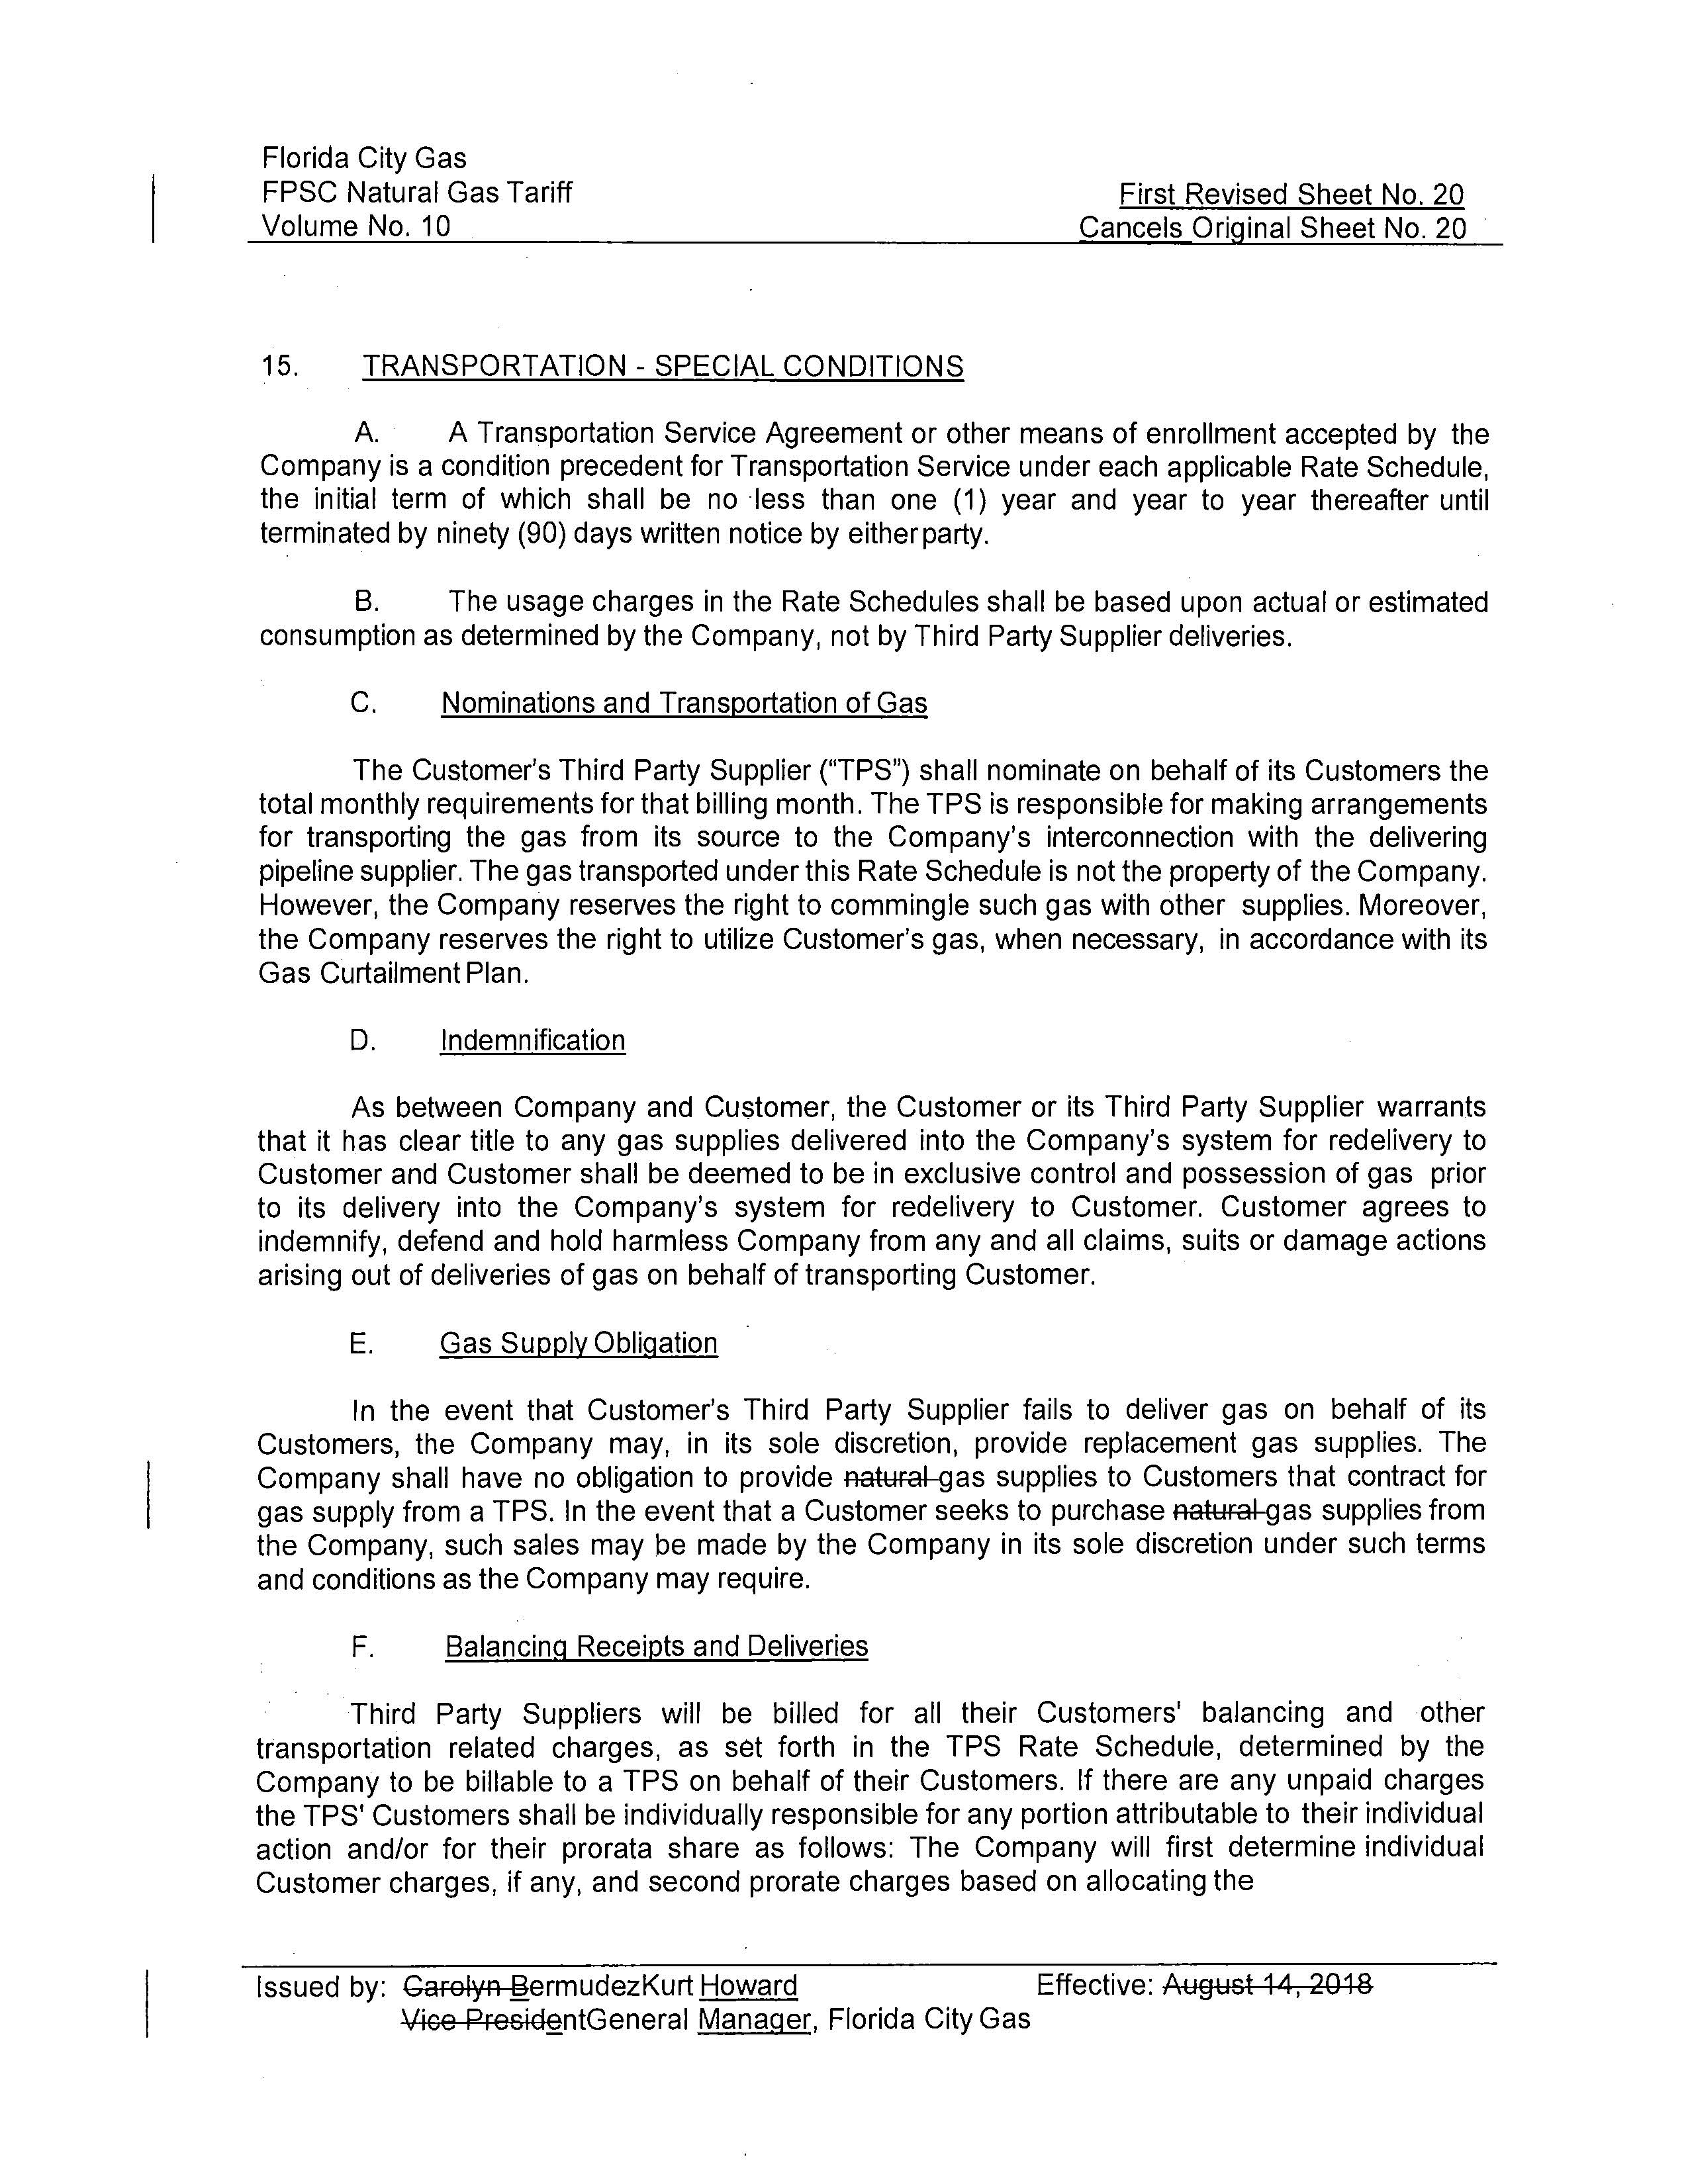 Florida City Gas
FPSC Natural Gas Tariff
First Revised Sheet No. 20
Volume No. 10
Cancels Original Sheet No. 20
15. TRANSPORTATION - SPECIAL CONDITIONS
A. A Transportation Service Agreement or other means of enrollment accepted by the
Company is a condition precedent for Transportation Service under each applicable Rate Schedule,
the initial term of which shall be no less than one (1) year and year to year thereafter until
terminated by ninety (90) days written notice by either party.
B. The usage charges in the Rate Schedules shall be based upon actual or estimated
consumption as determined by the Company, not by Third Party Supplier deliveries.
C. Nominations and Transportation of Gas
The Customer's Third Party Supplier ("TPS") shall nominate on behalf of its Customers the
total monthly requirements for that billing month. The TPS is responsible for making arrangements
for transporting the gas from its source to the Company's interconnection with the delivering
pipeline supplier. The gas transported under this Rate Schedule is not the property of the Company.
However, the Company reserves the right to commingle such gas with other supplies. Moreover,
the Company reserves the right to utilize Customer's gas, when necessary, in accordance with its
Gas Curtailment Plan.
D. Indemnification
As between Company and Customer, the Customer or its Third Party Supplier warrants
that it has clear title to any gas supplies delivered into the Company's system for redelivery to
Customer and Customer shall be deemed to be in exclusive control and possession of gas prior
to its delivery into the Company's system for redelivery to Customer. Customer agrees to
indemnify, defend and hold harmless Company from any and all claims, suits or damage actions
arising out of deliveries of gas on behalf of transporting Customer.
E. Gas Supply Obligation
In the event that Customer's Third Party Supplier fails to deliver gas on behalf of its
Customers, the Company may, in its sole discretion, provide replacement gas supplies. The
Company shall have no obligation to provide natural gas supplies to Customers that contract for
gas supply from a TPS. In the event that a Customer seeks to purchase natural gas supplies from
the Company, such sales may be made by the Company in its sole discretion under such terms
and conditions as the Company may require.
F. Balancing Receipts and Deliveries
Third Party Suppliers will be billed for all their Customers' balancing and other
transportation related charges, as set forth in the TPS Rate Schedule, determined by the
Company to be billable to a TPS on behalf of their Customers. If there are any unpaid charges
the TPS' Customers shall be individually responsible for any portion attributable to their individual
action and/or for their prorata share as follows: The Company will first determine individual
Customer charges, if any, and second prorate charges based on allocating the
Issued by: Carolyn BermudezKurt Howard Effective: August 14, 2018
Vice PresidentGeneral Manager, Florida City Gas